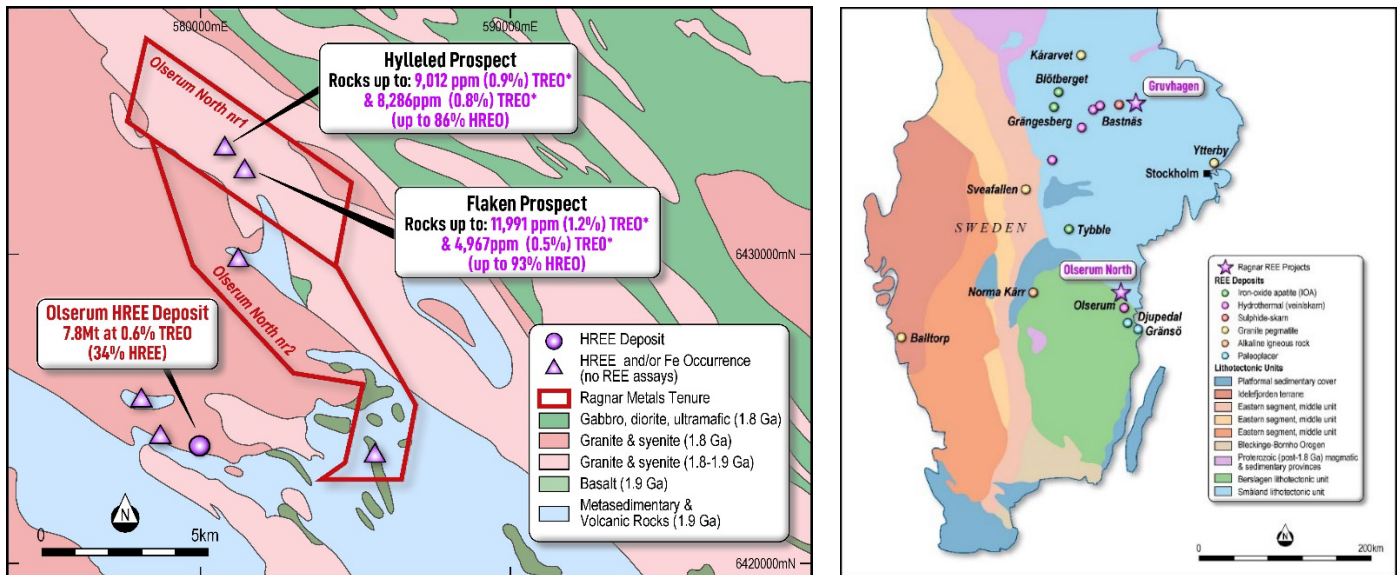 580000mE
590000mE
Hylleled Prospect
Rocks up to: 9,012 ppm (0.9%) TREO*
& 8,286ppm (0.8%) TREO*
(up to 86% HREO)
Olserum North nr1
Flaken Prospect
Rocks up to: 11,991 ppm (1.2%) TREO*
& 4,967ppm (0.5%) TREO*
(up to 93% HREO)
6430000mN
Olserum North nr2
Olserum HREE Deposit
7.8Mt at 0.6% TREO
(34% HREE)
HREE Deposit
HREE and/or Fe Occurrence
(no REE assays)
Ragnar Metals Tenure
Gabbro, diorite, ultramafic (1.8 Ga)
Granite & syenite (1.8 Ga)
Granite & syenite (1.8-1.9 Ga)
Basalt (1.9 Ga)
Metasedimentary &
Volcanic Rocks (1.9 Ga)
N
0 5km
6420000mN
Kårarvet
Blötberget
Gruvhagen
Grängesberg
Bastnäs
Ytterby
Stockholm
Sveafallen
SWEDEN
Tybble
Olserum North
Norma Kärr
Olserum
Djupedal
Gränsö
Balltorp
Ragnar REE Projects
REE Deposits
Iron-oxide apatite (IOA)
Hydrothermal (vein/skarn)
Sulphide-skarn
Granite pegmatite
Alkaline igneous rock
Paleoplacer
Lithotectonic Units
Platformal sedimentary cover
Idelefjorden terrane
Eastern segment, middle unit
Eastern segment, middle unit
Eastern segment, middle unit
Bleckinge-Bornho Orogen
Proterozoic (post-1.8 Ga) magmatic
& sedimentary provinces
Berslagen lithotectonic unit
Småland lithotectonic unit
N
0 200km